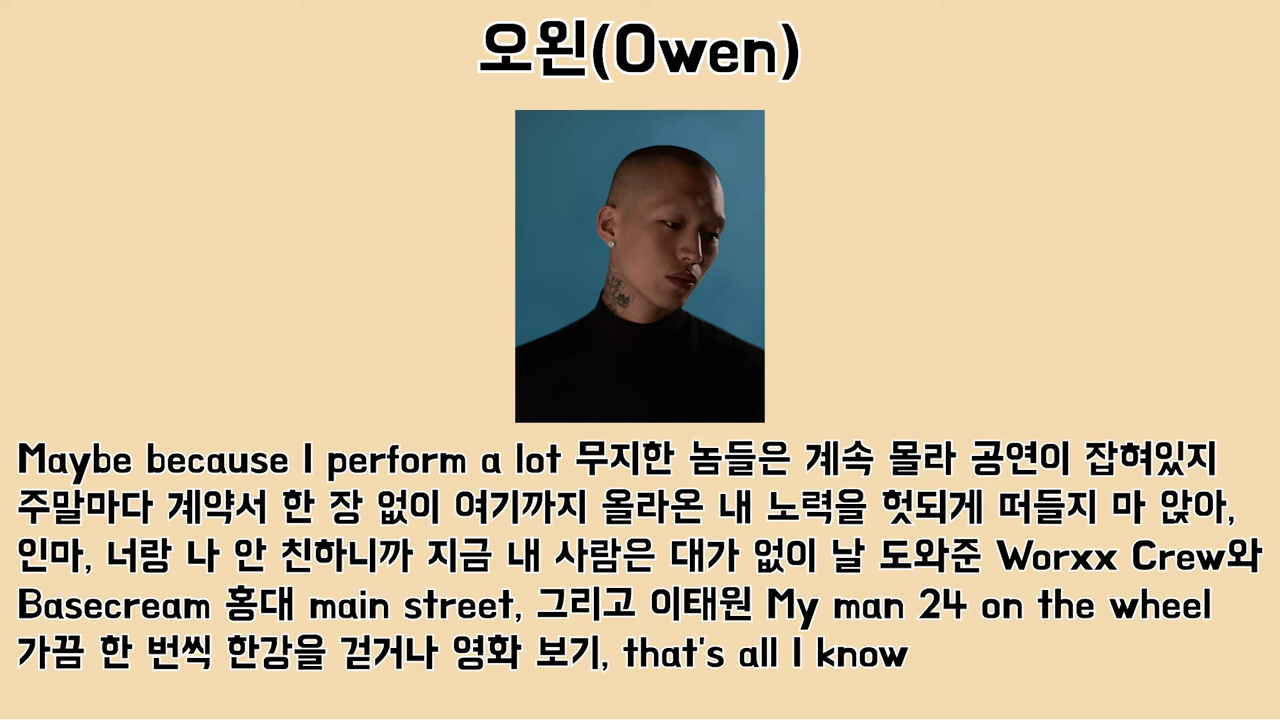 오왼(Owen)
Maybe because I perform a lot 무지한 놈들은 계속 몰라 공연이 잡혀있지
주말마다 계약서 한 장 없이 여기까지 올라온 내 노력을 헛되게 떠들지 마 앉아,
인마, 너랑 나 안 친하니까 지금 내 사람은 대가 없이 날 도와준 Worxx Crew와
Basecream 홍대 main street, 그리고 이태원 My man 24 on the wheel
가끔 한 번씩 한강을 걷거나 영화 보기, that's all I know